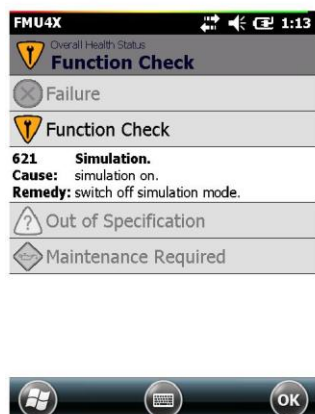 FMU4X 1:13
Overall Health Status
Function Check
Failure
Function Check
621 Simulation.
Cause: simulation on.
Remedy: switch off simulation mode.
? Out of Specification
Maintenance Required
OK